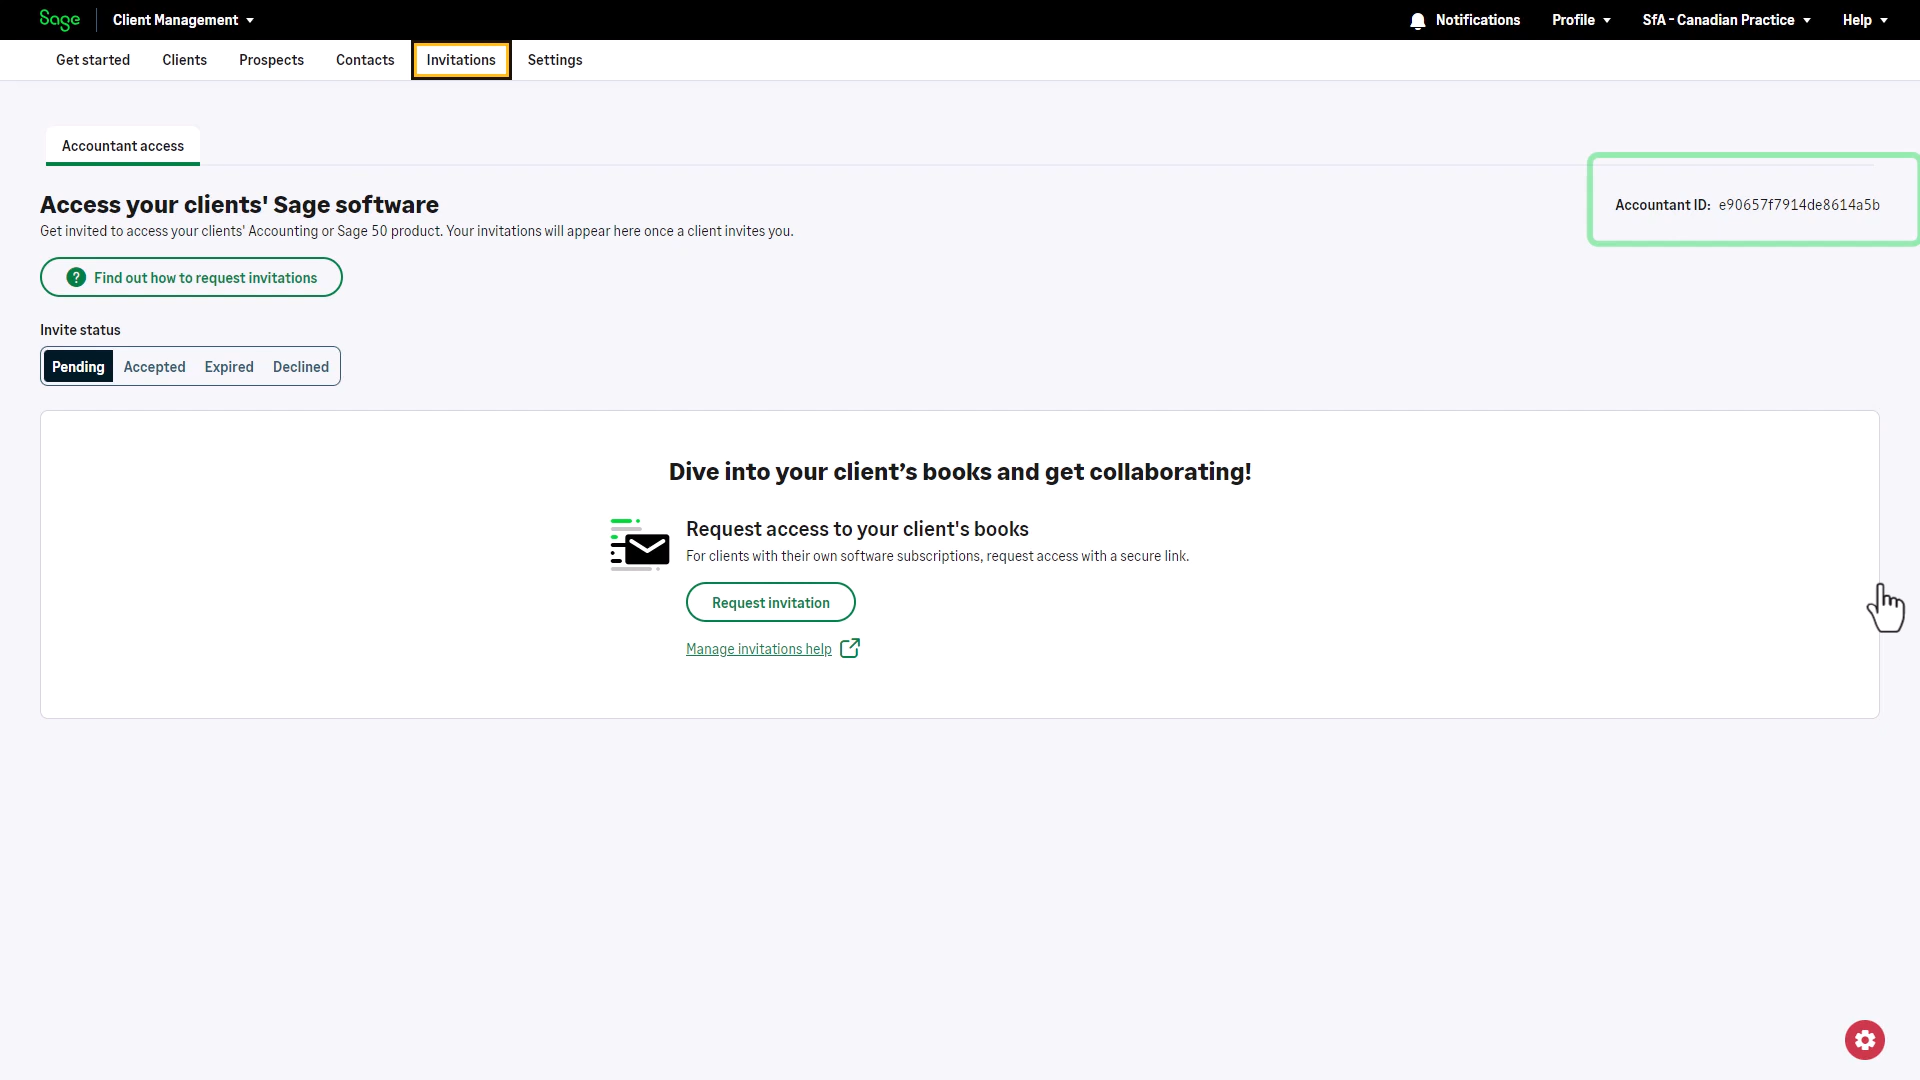 Sage Client Management Notifications Profile SfA - Canadian Practice Help
Get started Clients Prospects Contacts Invitations Settings
Accountant access
Access your clients' Sage software
Accountant ID: e90657f7914de8614a5b
Get invited to access your clients' Accounting or Sage 50 product. Your invitations will appear here once a client invites you.
? Find out how to request invitations
Invite status
Pending Accepted Expired Declined
Dive into your client’s books and get collaborating!
Request access to your client's books
For clients with their own software subscriptions, request access with a secure link.
Request invitation
Manage invitations help